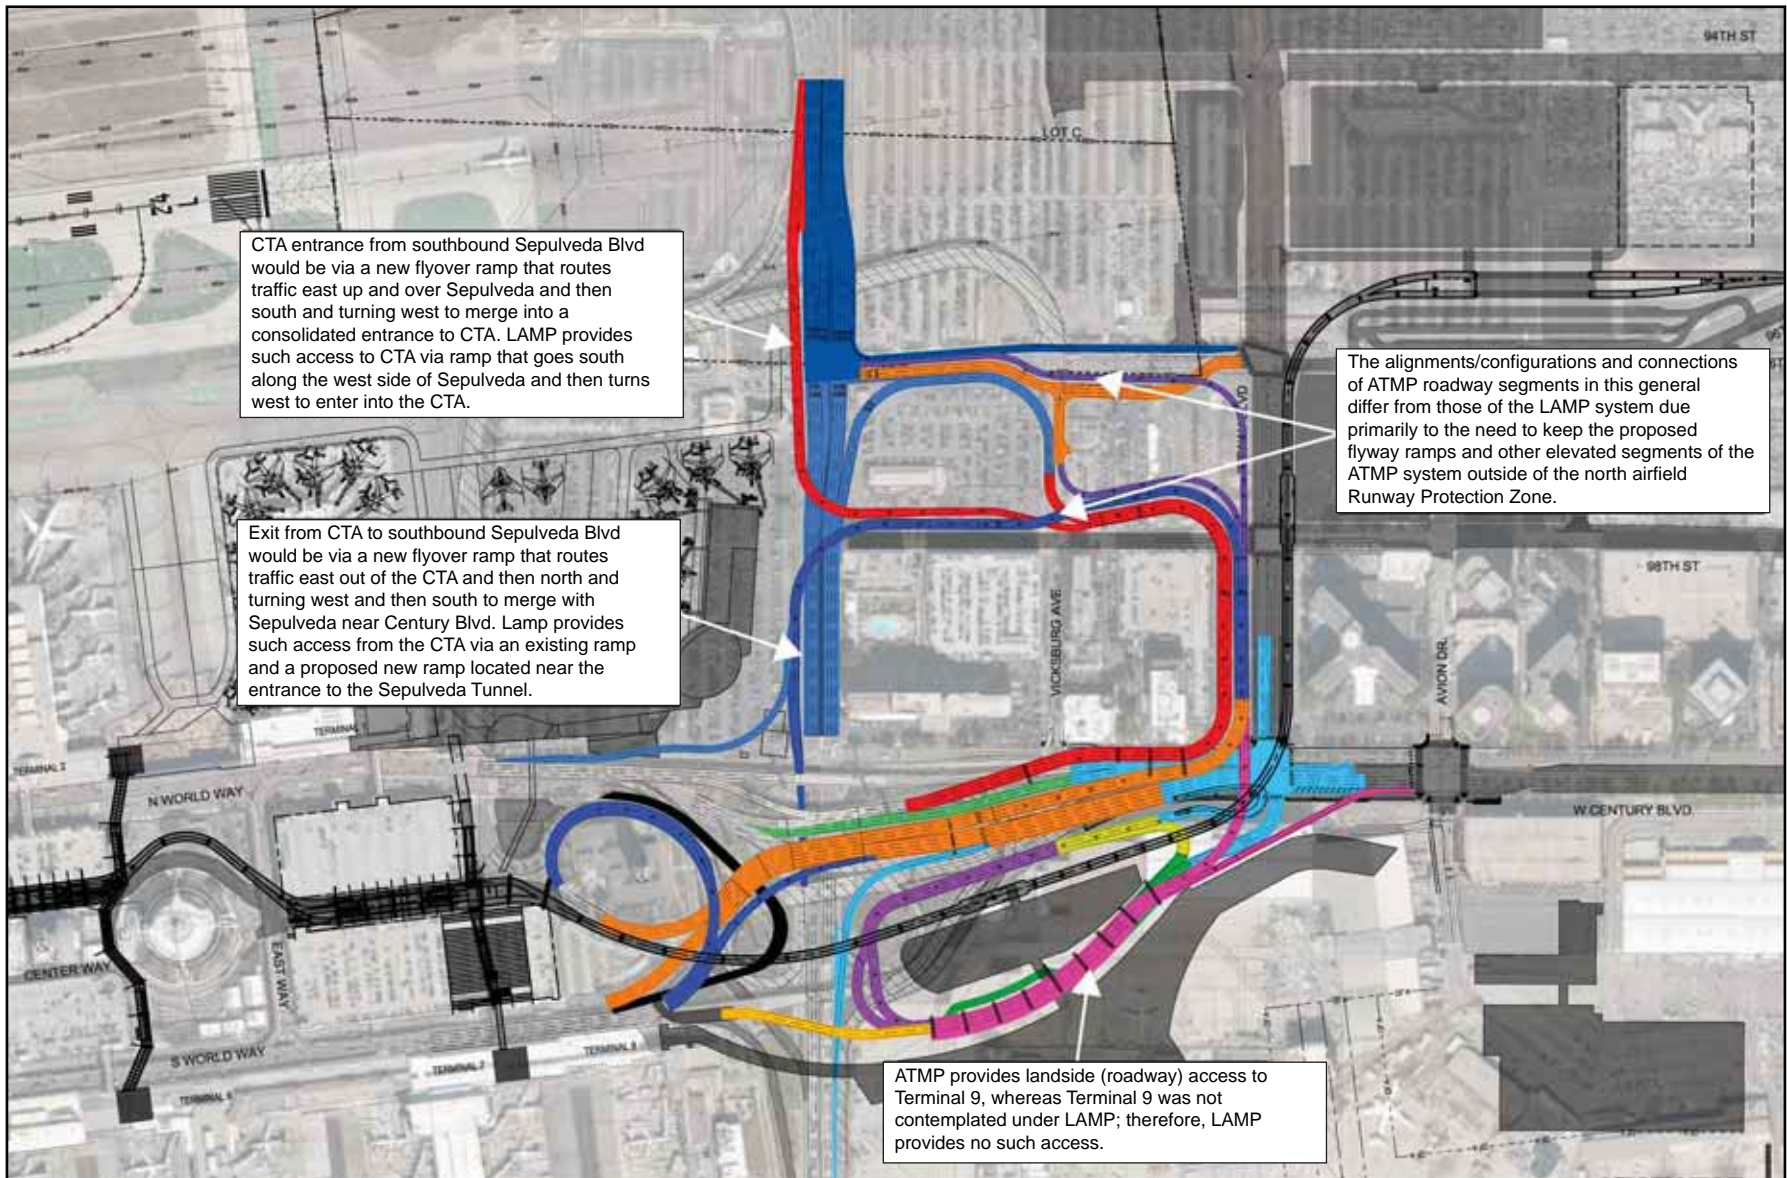 94TH ST
LOT C
CTA entrance from southbound Sepulveda Blvd
would be via a new flyover ramp that routes
traffic east up and over Sepulveda and then
south and turning west to merge into a
consolidated entrance to CTA. LAMP provides
such access to CTA via ramp that goes south
along the west side of Sepulveda and then turns
west to enter into the CTA.
The alignments/configurations and connections
of ATMP roadway segments in this general
differ from those of the LAMP system due
primarily to the need to keep the proposed
flyway ramps and other elevated segments of the
ATMP system outside of the north airfield
Runway Protection Zone.
Exit from CTA to southbound Sepulveda Blvd
would be via a new flyover ramp that routes
traffic east out of the CTA and then north and
turning west and then south to merge with
Sepulveda near Century Blvd. Lamp provides
such access from the CTA via an existing ramp
and a proposed new ramp located near the
entrance to the Sepulveda Tunnel.
98TH ST
VICKSBURG AVE
AVION DR.
TERMINAL 1
TERMINAL 2
N WORLD WAY
W CENTURY BLVD.
EAST WAY
CENTER WAY
S WORLD WAY
TERMINAL 8
TERMINAL 7
TERMINAL 6
ATMP provides landside (roadway) access to
Terminal 9, whereas Terminal 9 was not
contemplated under LAMP; therefore, LAMP
provides no such access.